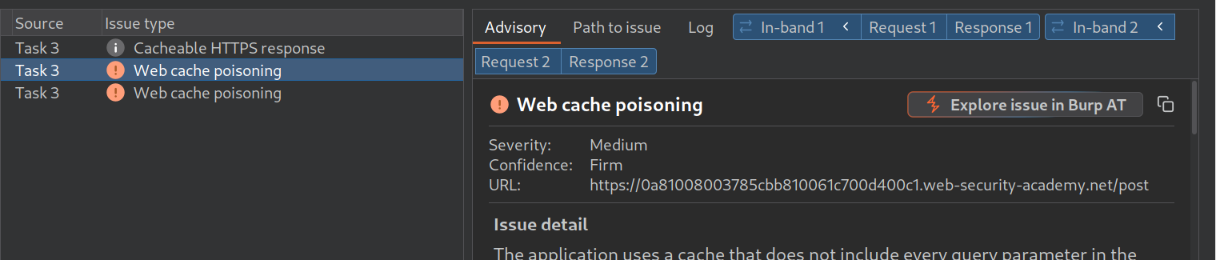 Source Issue type
Task 3 Cacheable HTTPS response
Task 3 Web cache poisoning
Task 3 Web cache poisoning
Advisory Path to issue Log In-band 1 Request 1 Response 1 In-band 2
Request 2 Response 2
Web cache poisoning Explore issue in Burp AT
Severity: Medium
Confidence: Firm
URL: https://0a81008003785cbb810061c700d400c1.web-security-academy.net/post
Issue detail
The application uses a cache that does not include every query parameter in the